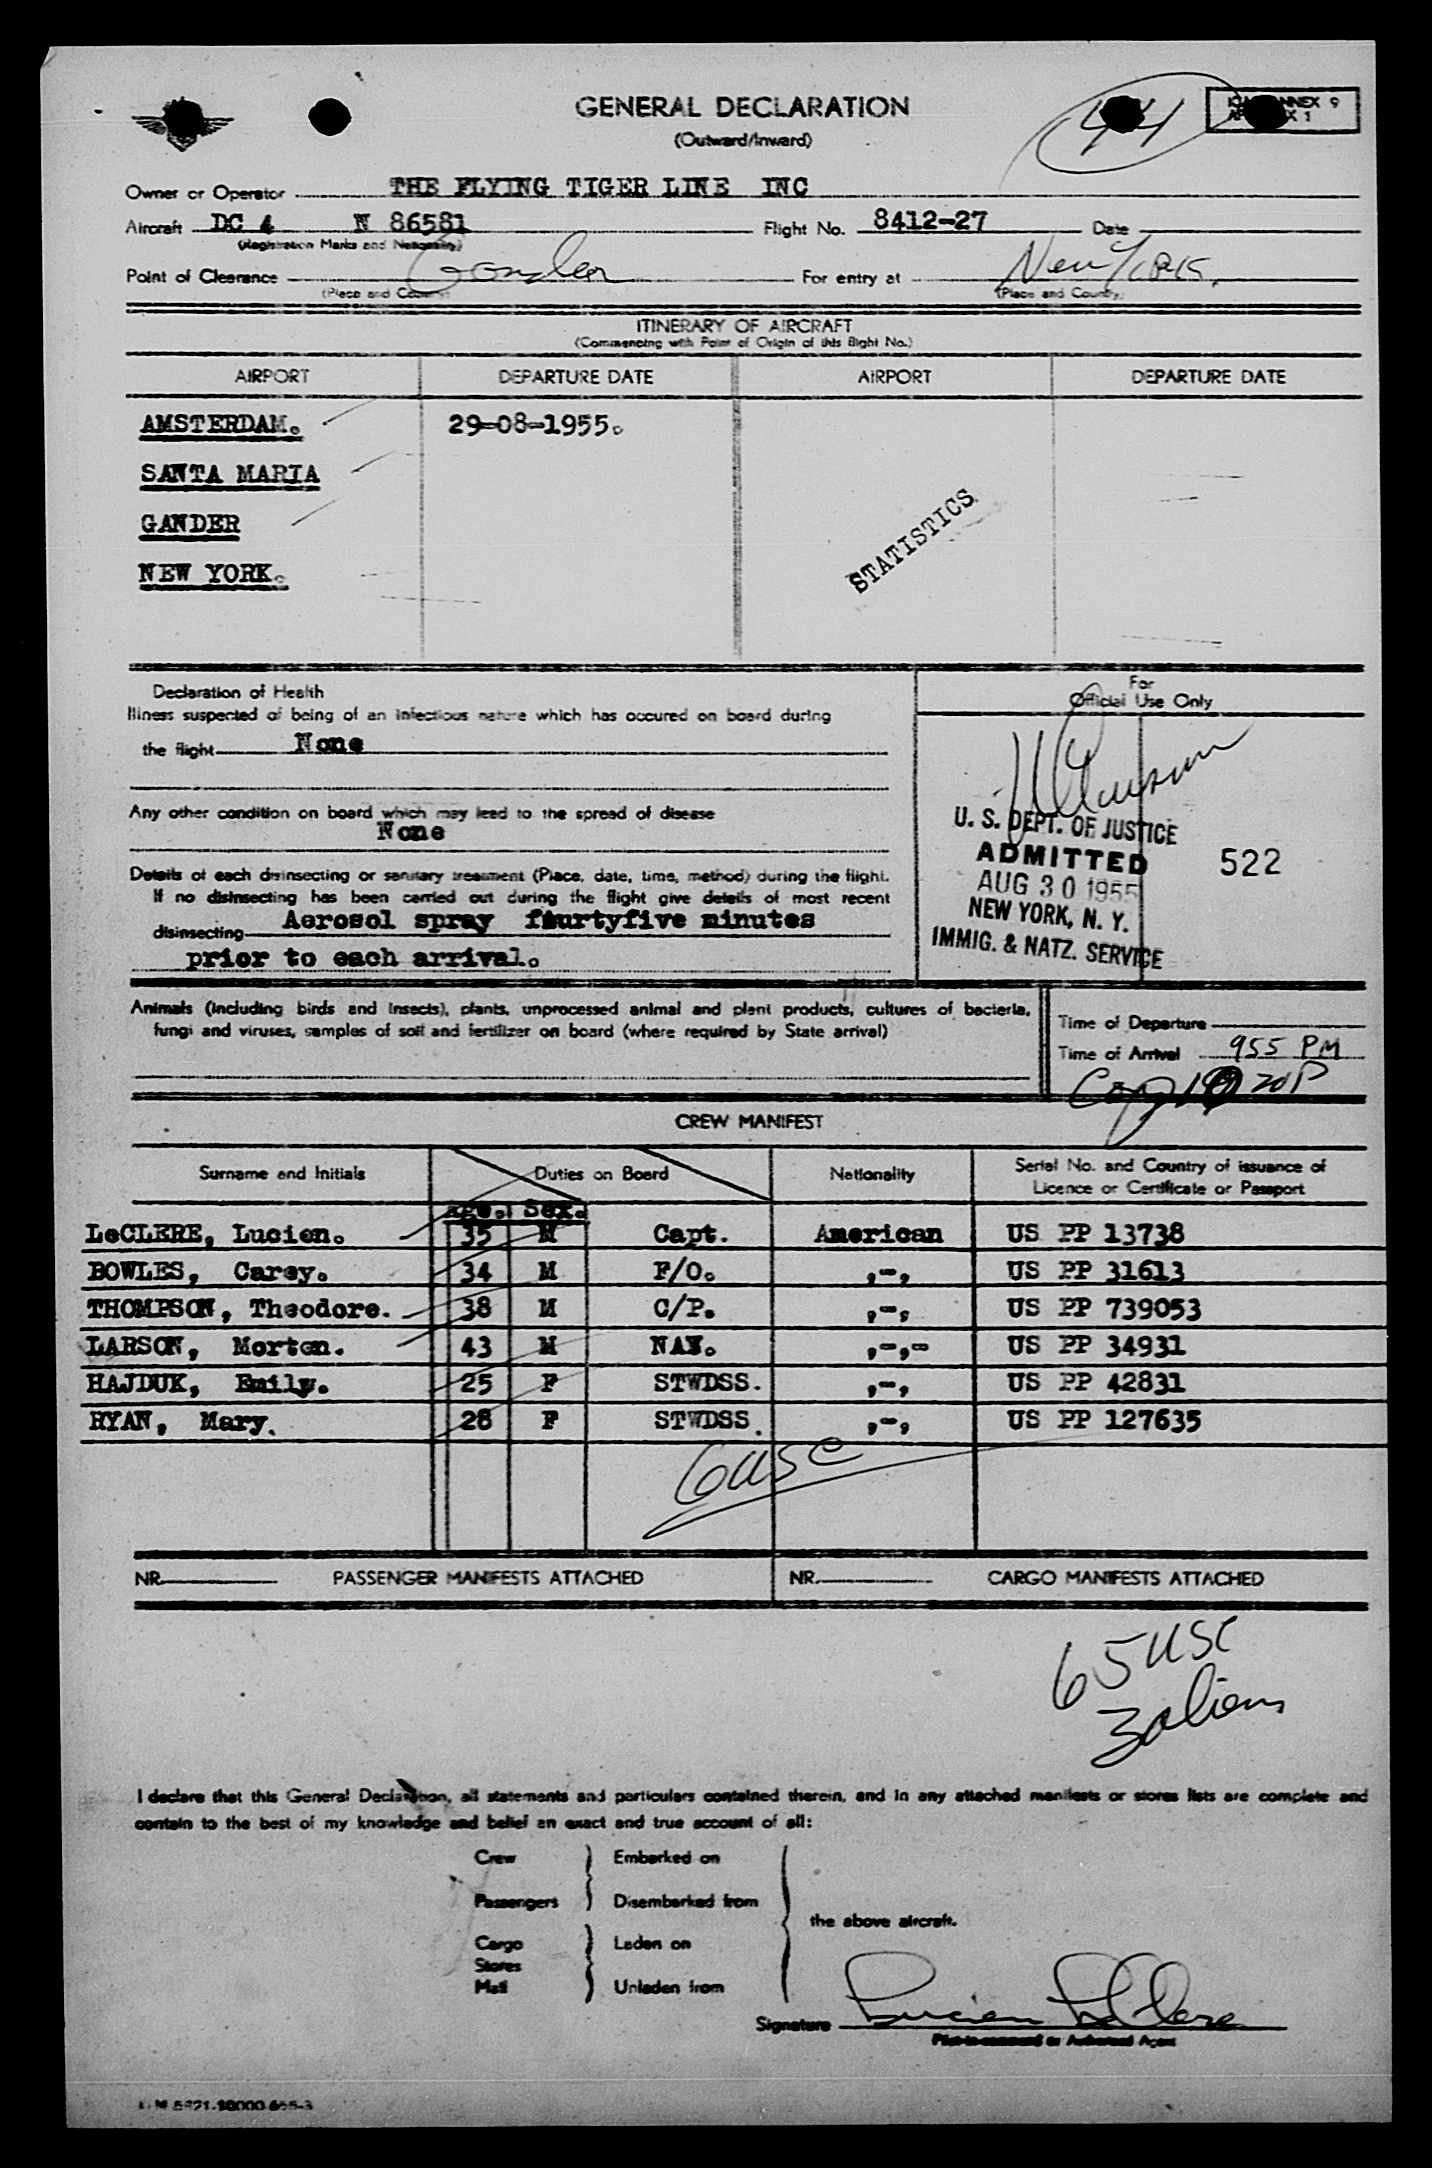 GENERAL DECLARATION
(Outward/Inward)
44
ANNEX 9
Owner or Operator THE FLYING TIGER LINE INC
Aircraft DC 4 N 86581 Flight No. 8412-27 Date
(Registration Marks and Nationality)
Point of Clearance Gander For entry at New York.
(Place and Country) (Place and Country)
ITINERARY OF AIRCRAFT
(Commencing with Point of Origin of this flight No.)
AIRPORT DEPARTURE DATE AIRPORT DEPARTURE DATE
AMSTERDAM. 29-08-1955.
SANTA MARIA
GANDER
NEW YORK.
STATISTICS
Declaration of Health
Illness suspected of being of an infectious nature which has occured on board during
the flight None
Any other condition on board which may lead to the spread of disease
None
Details of each disinsecting or sanitary treatment (Place, date, time, method) during the flight.
If no disinsecting has been carried out during the flight give details of most recent
disinsecting Aerosol spray fourtyfive minutes
prior to each arrival.
For
Official Use Only
U. S. DEPT. OF JUSTICE
ADMITTED 522
AUG 30 1955
NEW YORK, N. Y.
IMMIG. & NATZ. SERVICE
Animals (including birds and insects), plants, unprocessed animal and plant products, cultures of bacteria,
fungi and viruses, samples of soil and fertilizer on board (where required by State arrival)
Time of Departure
Time of Arrival 955 PM
CREW MANIFEST
Surname and Initials Duties on Board Nationality Serial No. and Country of issuance of
Licence or Certificate or Passport
Age. Sex.
LeCLERE, Lucien. 35 M Capt. American US PP 13738
BOWLES, Carey. 34 M F/O. ,-, US PP 31613
THOMPSON, Theodore. 38 M C/P. ,-, US PP 739053
LARSON, Morten. 43 M NAV. ,-,- US PP 34931
HAJDUK, Emily. 25 F STWDSS. ,-, US PP 42831
RYAN, Mary. 28 F STWDSS. ,-, US PP 127635
6 USC
NR. PASSENGER MANIFESTS ATTACHED NR. CARGO MANIFESTS ATTACHED
65 USC
3 aliens
I declare that this General Declaration, all statements and particulars contained therein, and in any attached manifests or stores lists are complete and
contain to the best of my knowledge and belief an exact and true account of all:
Crew Embarked on
Passengers Disembarked from
the above aircraft.
Cargo Laden on
Stores
Mail Unladen from
Signature Lucien LeClere
Pilot-in-command or Authorized Agent